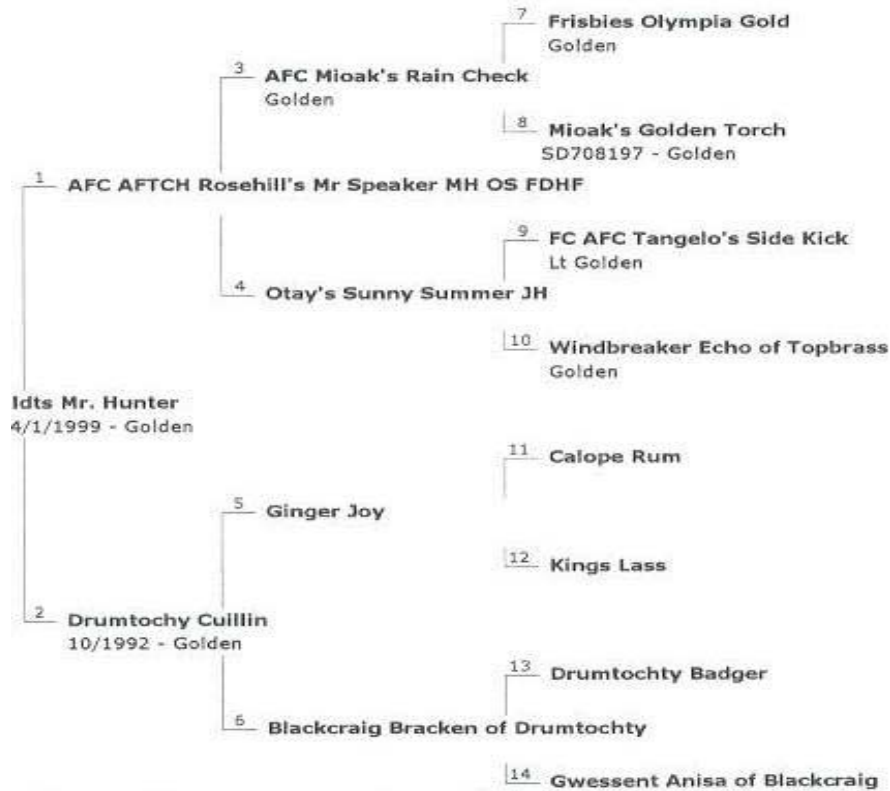 7 Frisbies Olympia Gold
Golden
3 AFC Mioak's Rain Check
Golden
8 Mioak's Golden Torch
SD708197 - Golden
1 AFC AFTCH Rosehill's Mr Speaker MH OS FDHF
9 FC AFC Tangelo's Side Kick
Lt Golden
4 Otay's Sunny Summer JH
10 Windbreaker Echo of Topbrass
Golden
ldts Mr. Hunter
4/1/1999 - Golden
11 Calope Rum
5 Ginger Joy
12 Kings Lass
2 Drumtochy Cuillin
10/1992 - Golden
13 Drumtochty Badger
6 Blackcraig Bracken of Drumtochty
14 Gwessent Anisa of Blackcraig